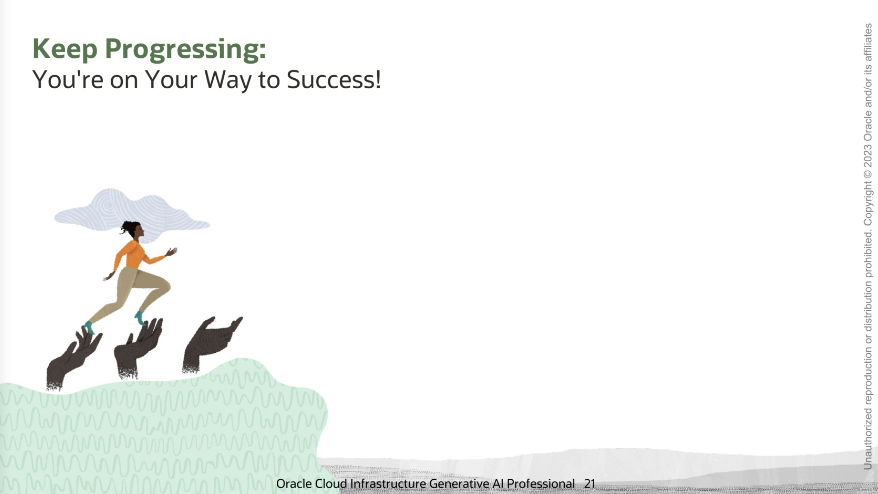 Keep Progressing:
You're on Your Way to Success!
Unauthorized reproduction or distribution prohibited. Copyright © 2023 Oracle and/or its affiliates
Oracle Cloud Infrastructure Generative AI Professional 21